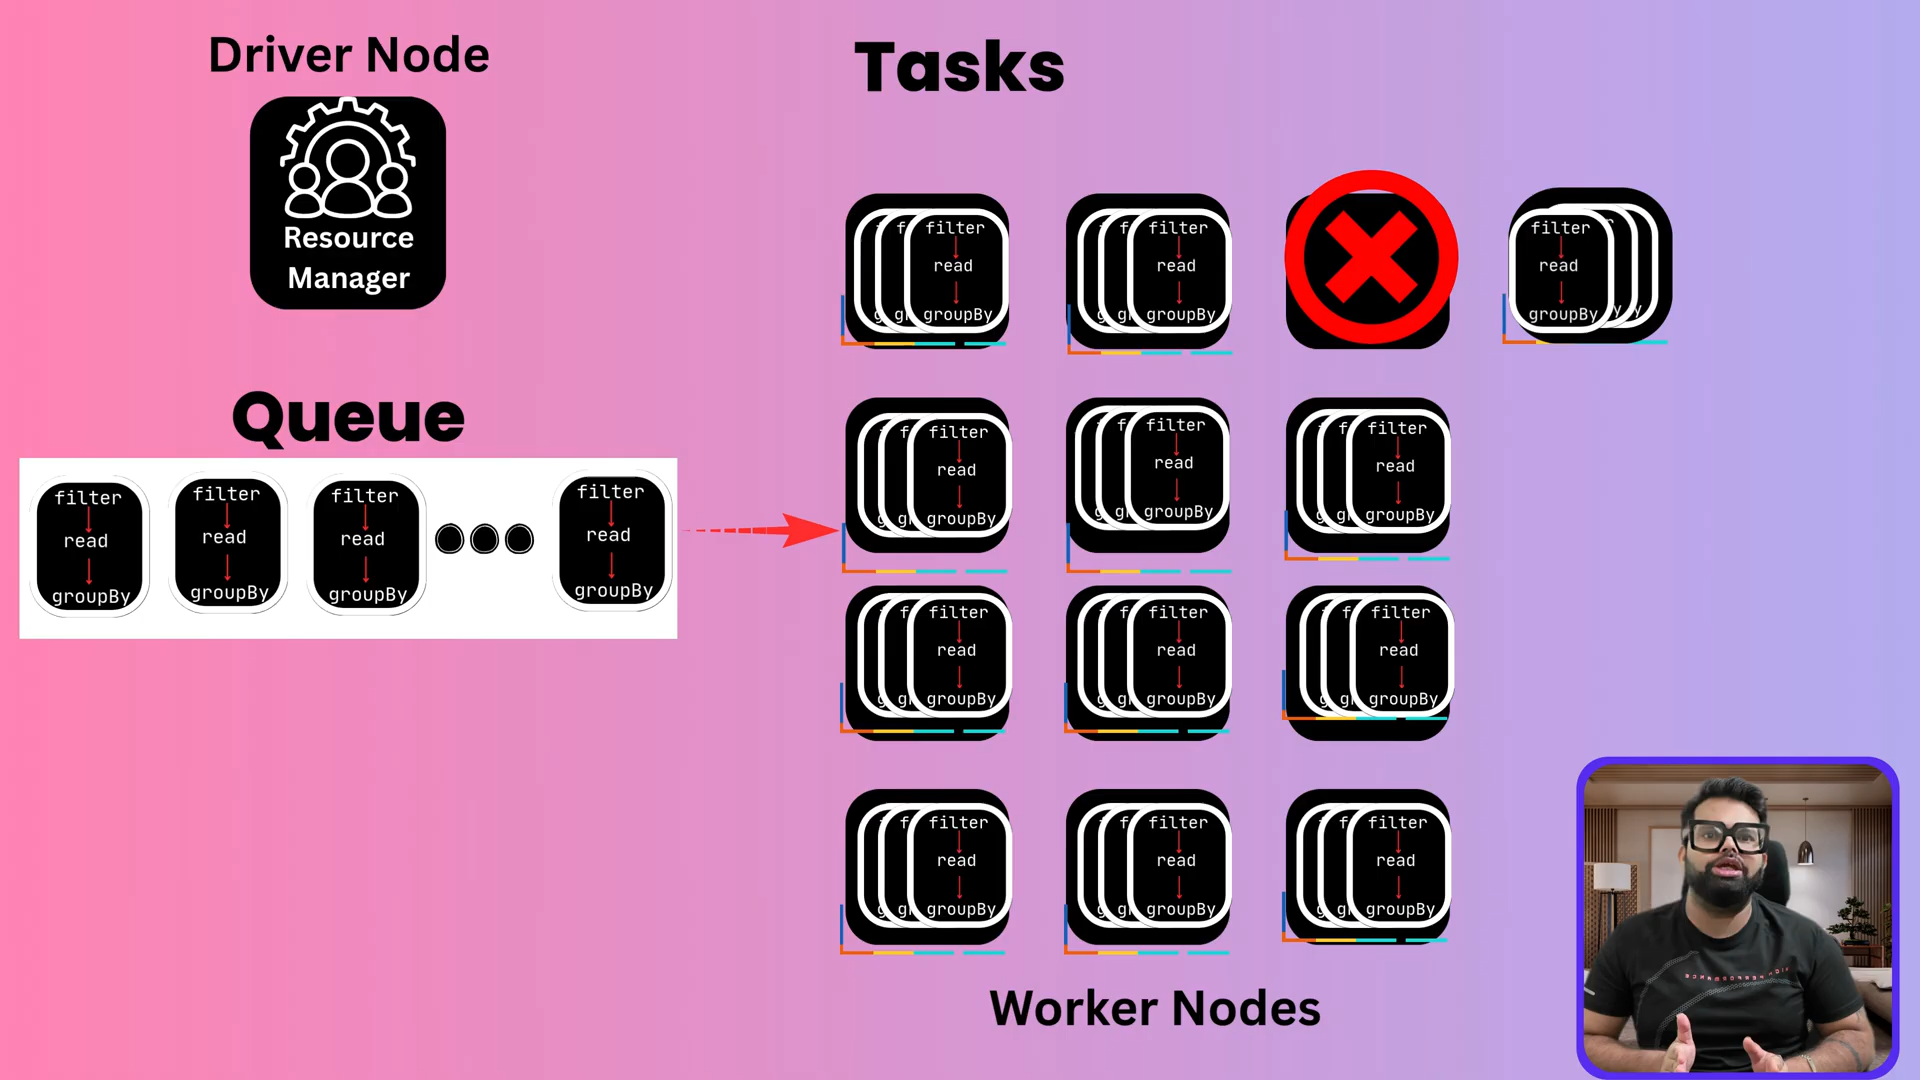 Driver Node
Resource
Manager
Queue
filter
read
groupBy
filter
read
groupBy
filter
read
groupBy
filter
read
groupBy
Tasks
filter
read
groupBy
filter
read
groupBy
filter
read
groupBy
filter
read
groupBy
filter
read
groupBy
filter
read
groupBy
filter
read
groupBy
filter
read
groupBy
filter
read
groupBy
filter
read
groupBy
filter
read
groupBy
filter
read
groupBy
Worker Nodes